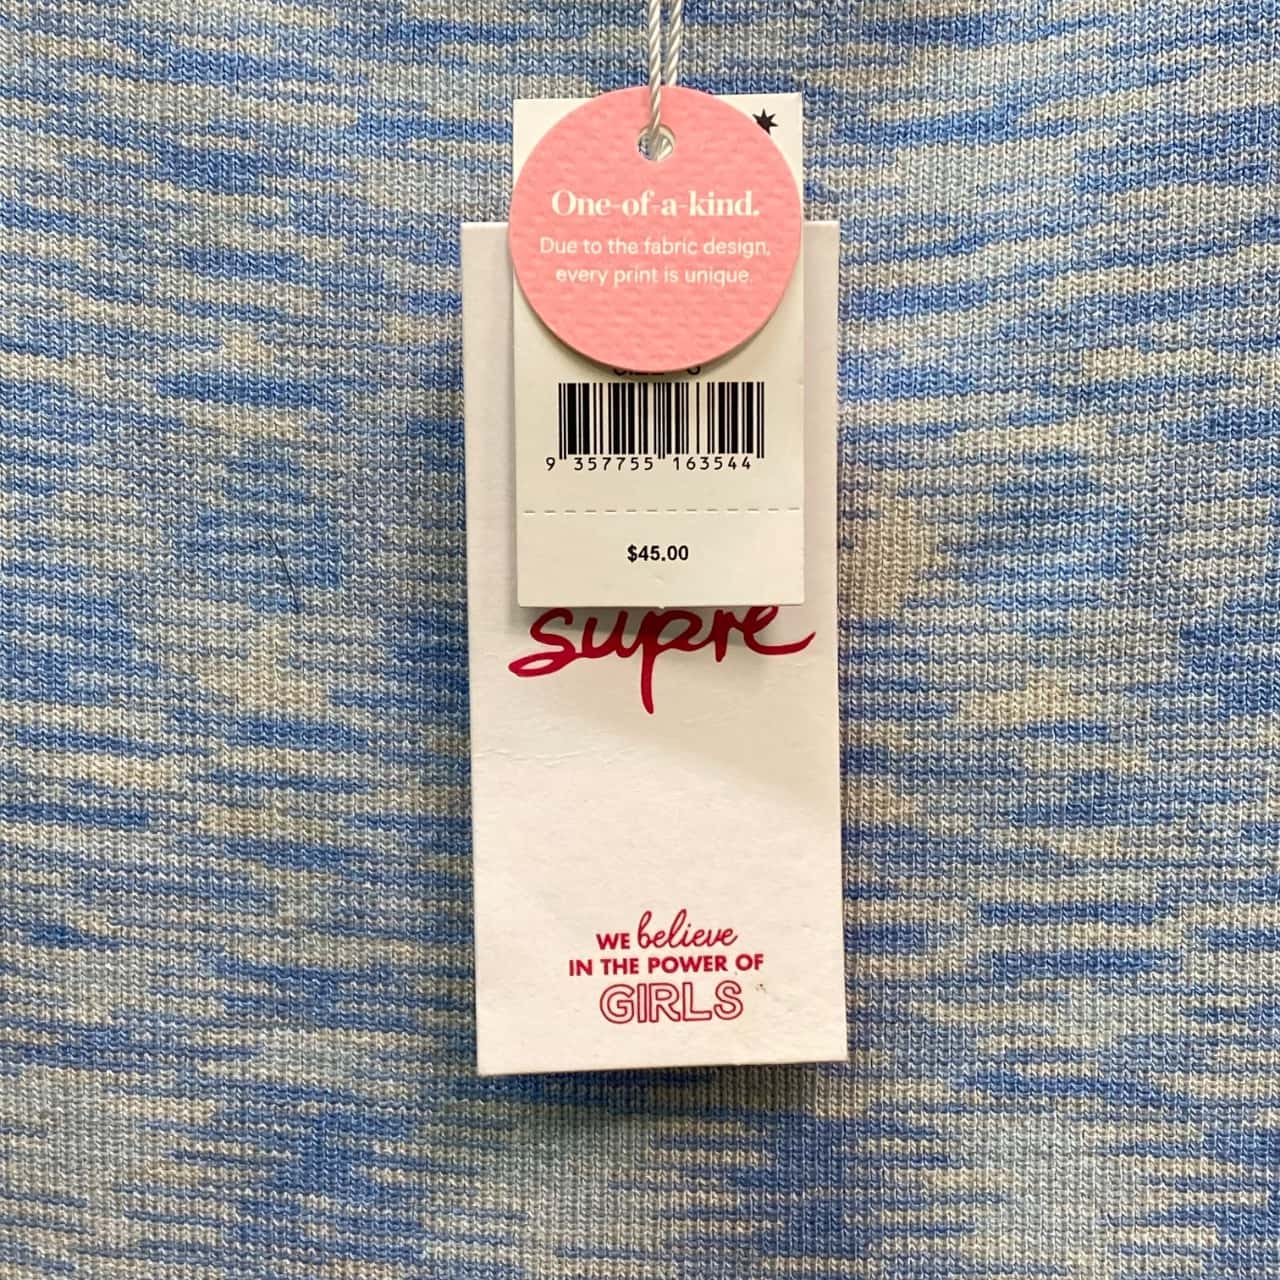 One-of-a-kind.
Due to the fabric design,
every print is unique.
9 357755 163544
$45.00
supre
WE believe
IN THE POWER OF
GIRLS